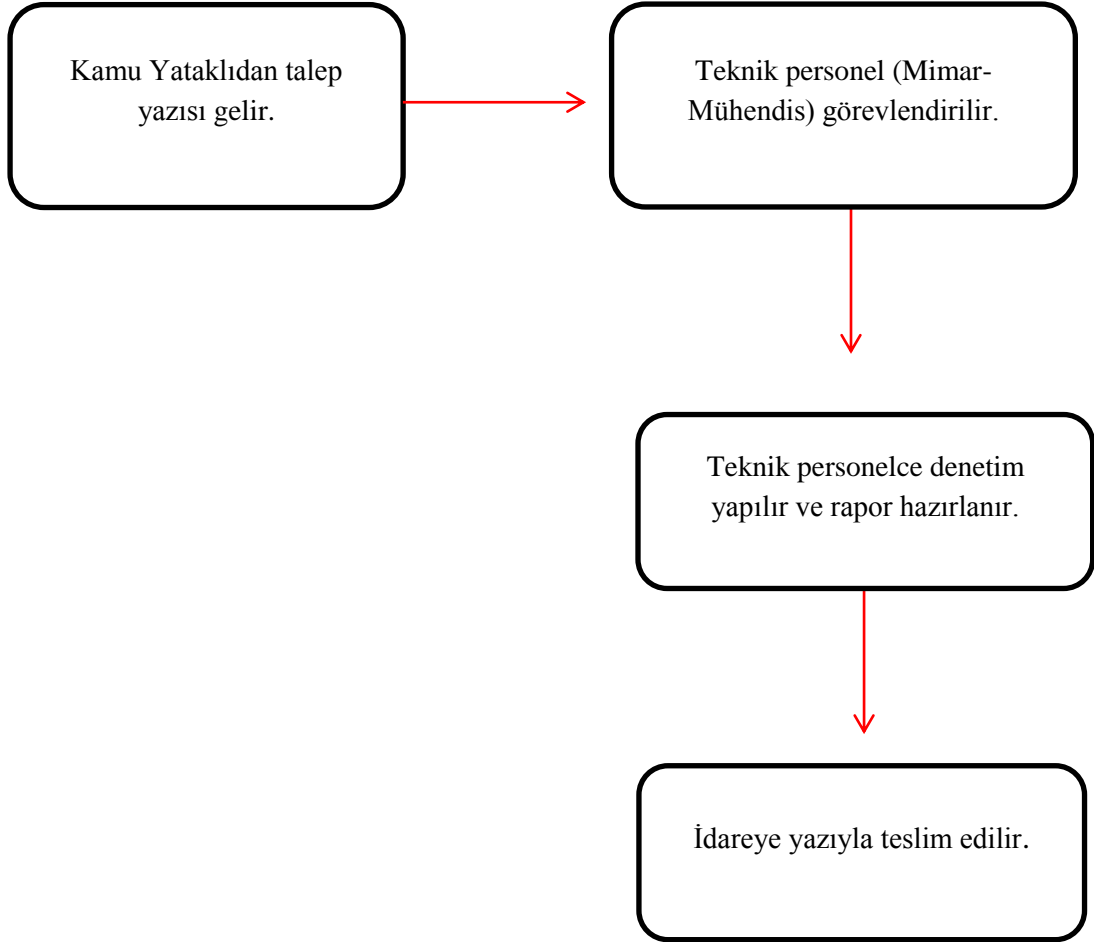 Kamu Yataklıdan talep
yazısı gelir.
Teknik personel (Mimar-
Mühendis) görevlendirilir.
Teknik personelce denetim
yapılır ve rapor hazırlanır.
İdareye yazıyla teslim edilir.